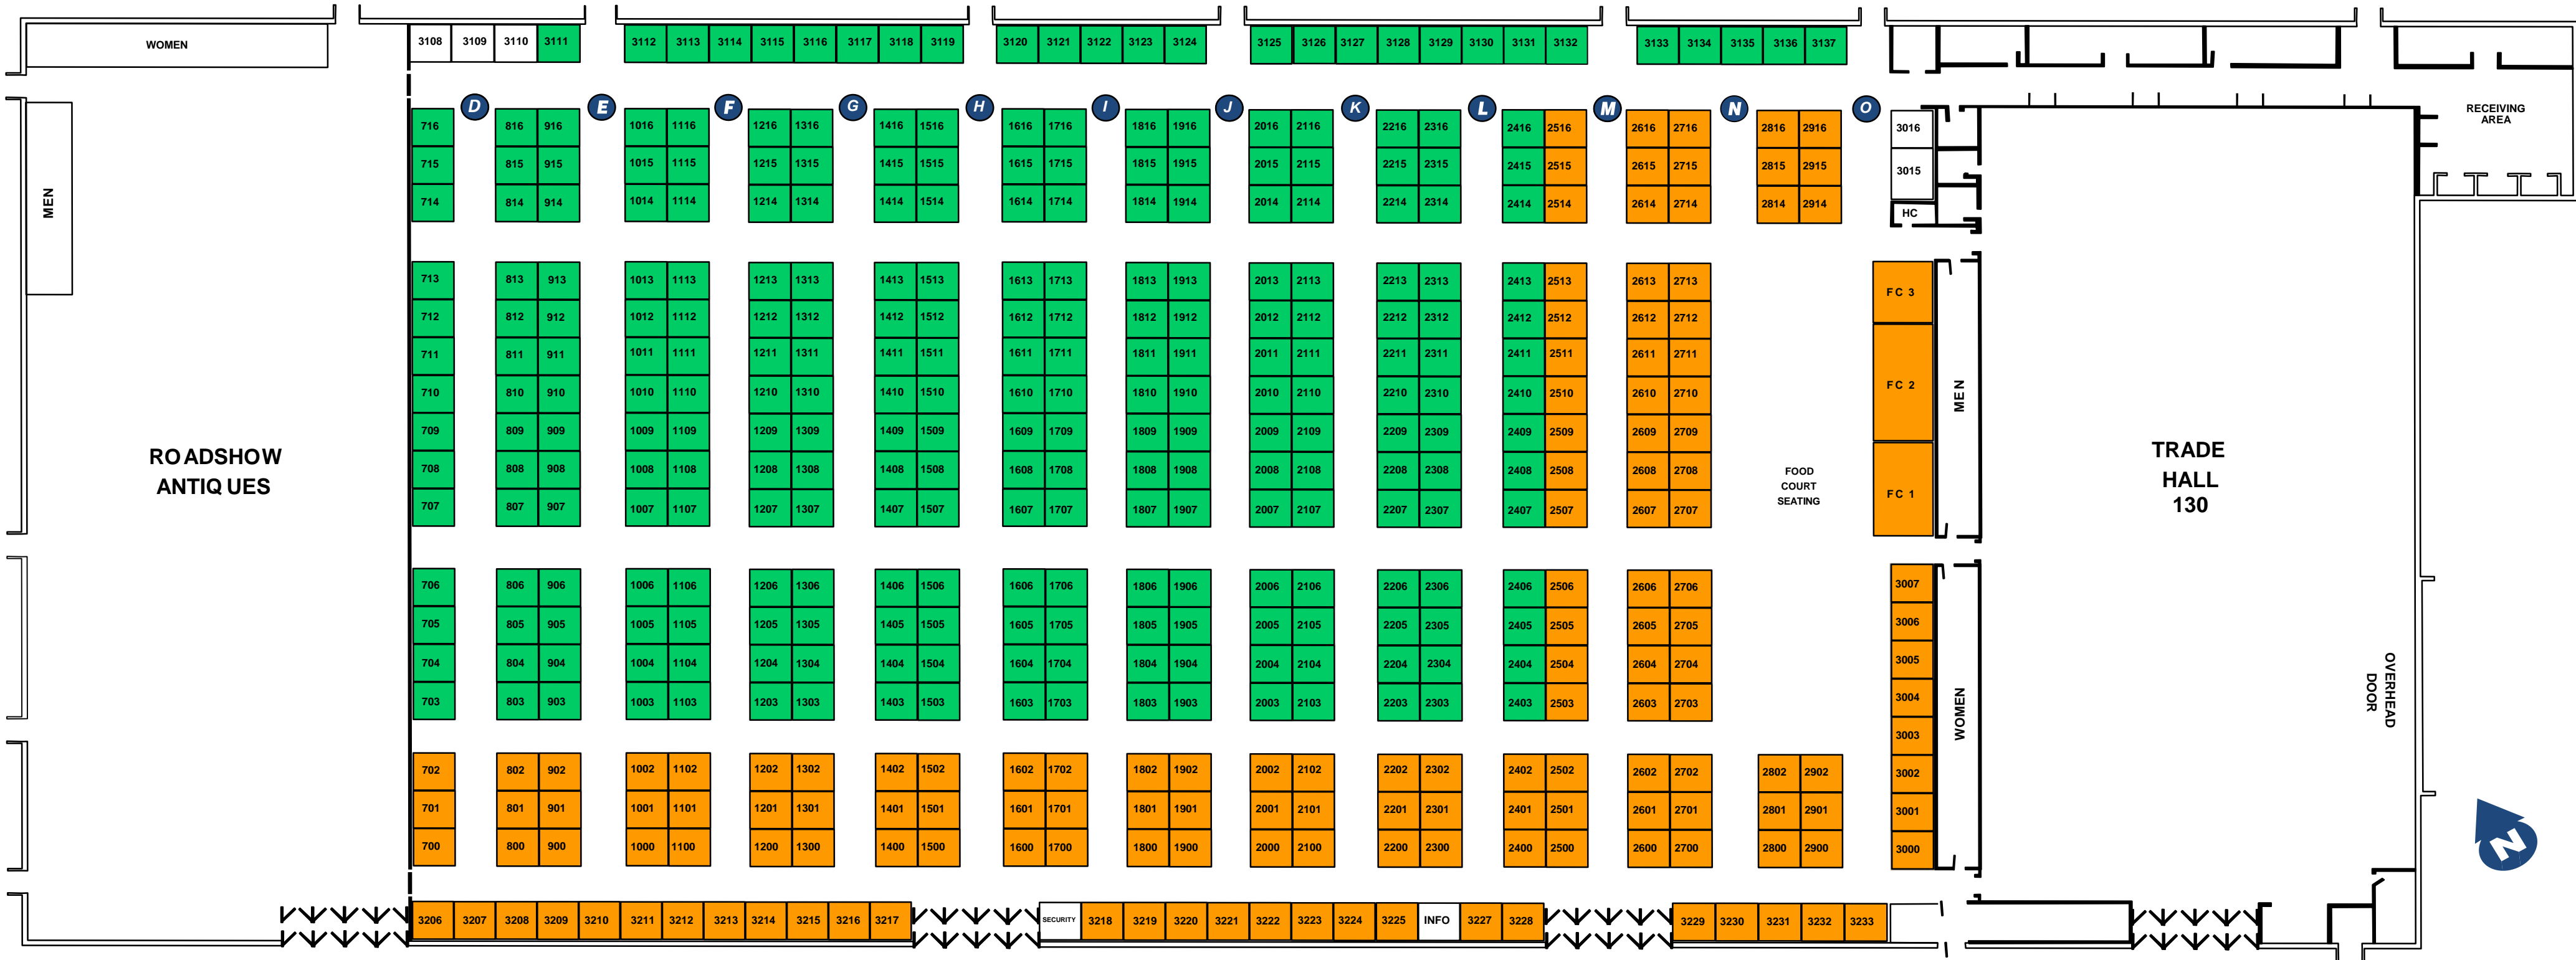 WOMEN
3108 3109 3110 3111 3112 3113 3114 3115 3116 3117 3118 3119 3120 3121 3122 3123 3124 3125 3126 3127 3128 3129 3130 3131 3132 3133 3134 3135 3136 3137
D E F G H I J K L M N O
RECEIVING
AREA
716 816 916 1016 1116 1216 1316 1416 1516 1616 1716 1816 1916 2016 2116 2216 2316 2416 2516 2616 2716 2816 2916 3016
715 815 915 1015 1115 1215 1315 1415 1515 1615 1715 1815 1915 2015 2115 2215 2315 2415 2515 2615 2715 2815 2915 3015
MEN
714 814 914 1014 1114 1214 1314 1414 1514 1614 1714 1814 1914 2014 2114 2214 2314 2414 2514 2614 2714 2814 2914
HC
713 813 913 1013 1113 1213 1313 1413 1513 1613 1713 1813 1913 2013 2113 2213 2313 2413 2513 2613 2713
FC 3
712 812 912 1012 1112 1212 1312 1412 1512 1612 1712 1812 1912 2012 2112 2212 2312 2412 2512 2612 2712
711 811 911 1011 1111 1211 1311 1411 1511 1611 1711 1811 1911 2011 2111 2211 2311 2411 2511 2611 2711
FC 2
MEN
710 810 910 1010 1110 1210 1310 1410 1510 1610 1710 1810 1910 2010 2110 2210 2310 2410 2510 2610 2710
709 809 909 1009 1109 1209 1309 1409 1509 1609 1709 1809 1909 2009 2109 2209 2309 2409 2509 2609 2709
ROADSHOW
ANTIQUES
TRADE
HALL
130
708 808 908 1008 1108 1208 1308 1408 1508 1608 1708 1808 1908 2008 2108 2208 2308 2408 2508 2608 2708
FOOD
COURT
SEATING
FC 1
707 807 907 1007 1107 1207 1307 1407 1507 1607 1707 1807 1907 2007 2107 2207 2307 2407 2507 2607 2707
706 806 906 1006 1106 1206 1306 1406 1506 1606 1706 1806 1906 2006 2106 2206 2306 2406 2506 2606 2706 3007
705 805 905 1005 1105 1205 1305 1405 1505 1605 1705 1805 1905 2005 2105 2205 2305 2405 2505 2605 2705 3006
704 804 904 1004 1104 1204 1304 1404 1504 1604 1704 1804 1904 2004 2104 2204 2304 2404 2504 2604 2704 3005
703 803 903 1003 1103 1203 1303 1403 1503 1603 1703 1803 1903 2003 2103 2203 2303 2403 2503 2603 2703 3004
WOMEN
OVERHEAD
DOOR
3003
702 802 902 1002 1102 1202 1302 1402 1502 1602 1702 1802 1902 2002 2102 2202 2302 2402 2502 2602 2702 2802 2902 3002
701 801 901 1001 1101 1201 1301 1401 1501 1601 1701 1801 1901 2001 2101 2201 2301 2401 2501 2601 2701 2801 2901 3001
700 800 900 1000 1100 1200 1300 1400 1500 1600 1700 1800 1900 2000 2100 2200 2300 2400 2500 2600 2700 2800 2900 3000
N
3206 3207 3208 3209 3210 3211 3212 3213 3214 3215 3216 3217 SECURITY 3218 3219 3220 3221 3222 3223 3224 3225 INFO 3227 3228 3229 3230 3231 3232 3233